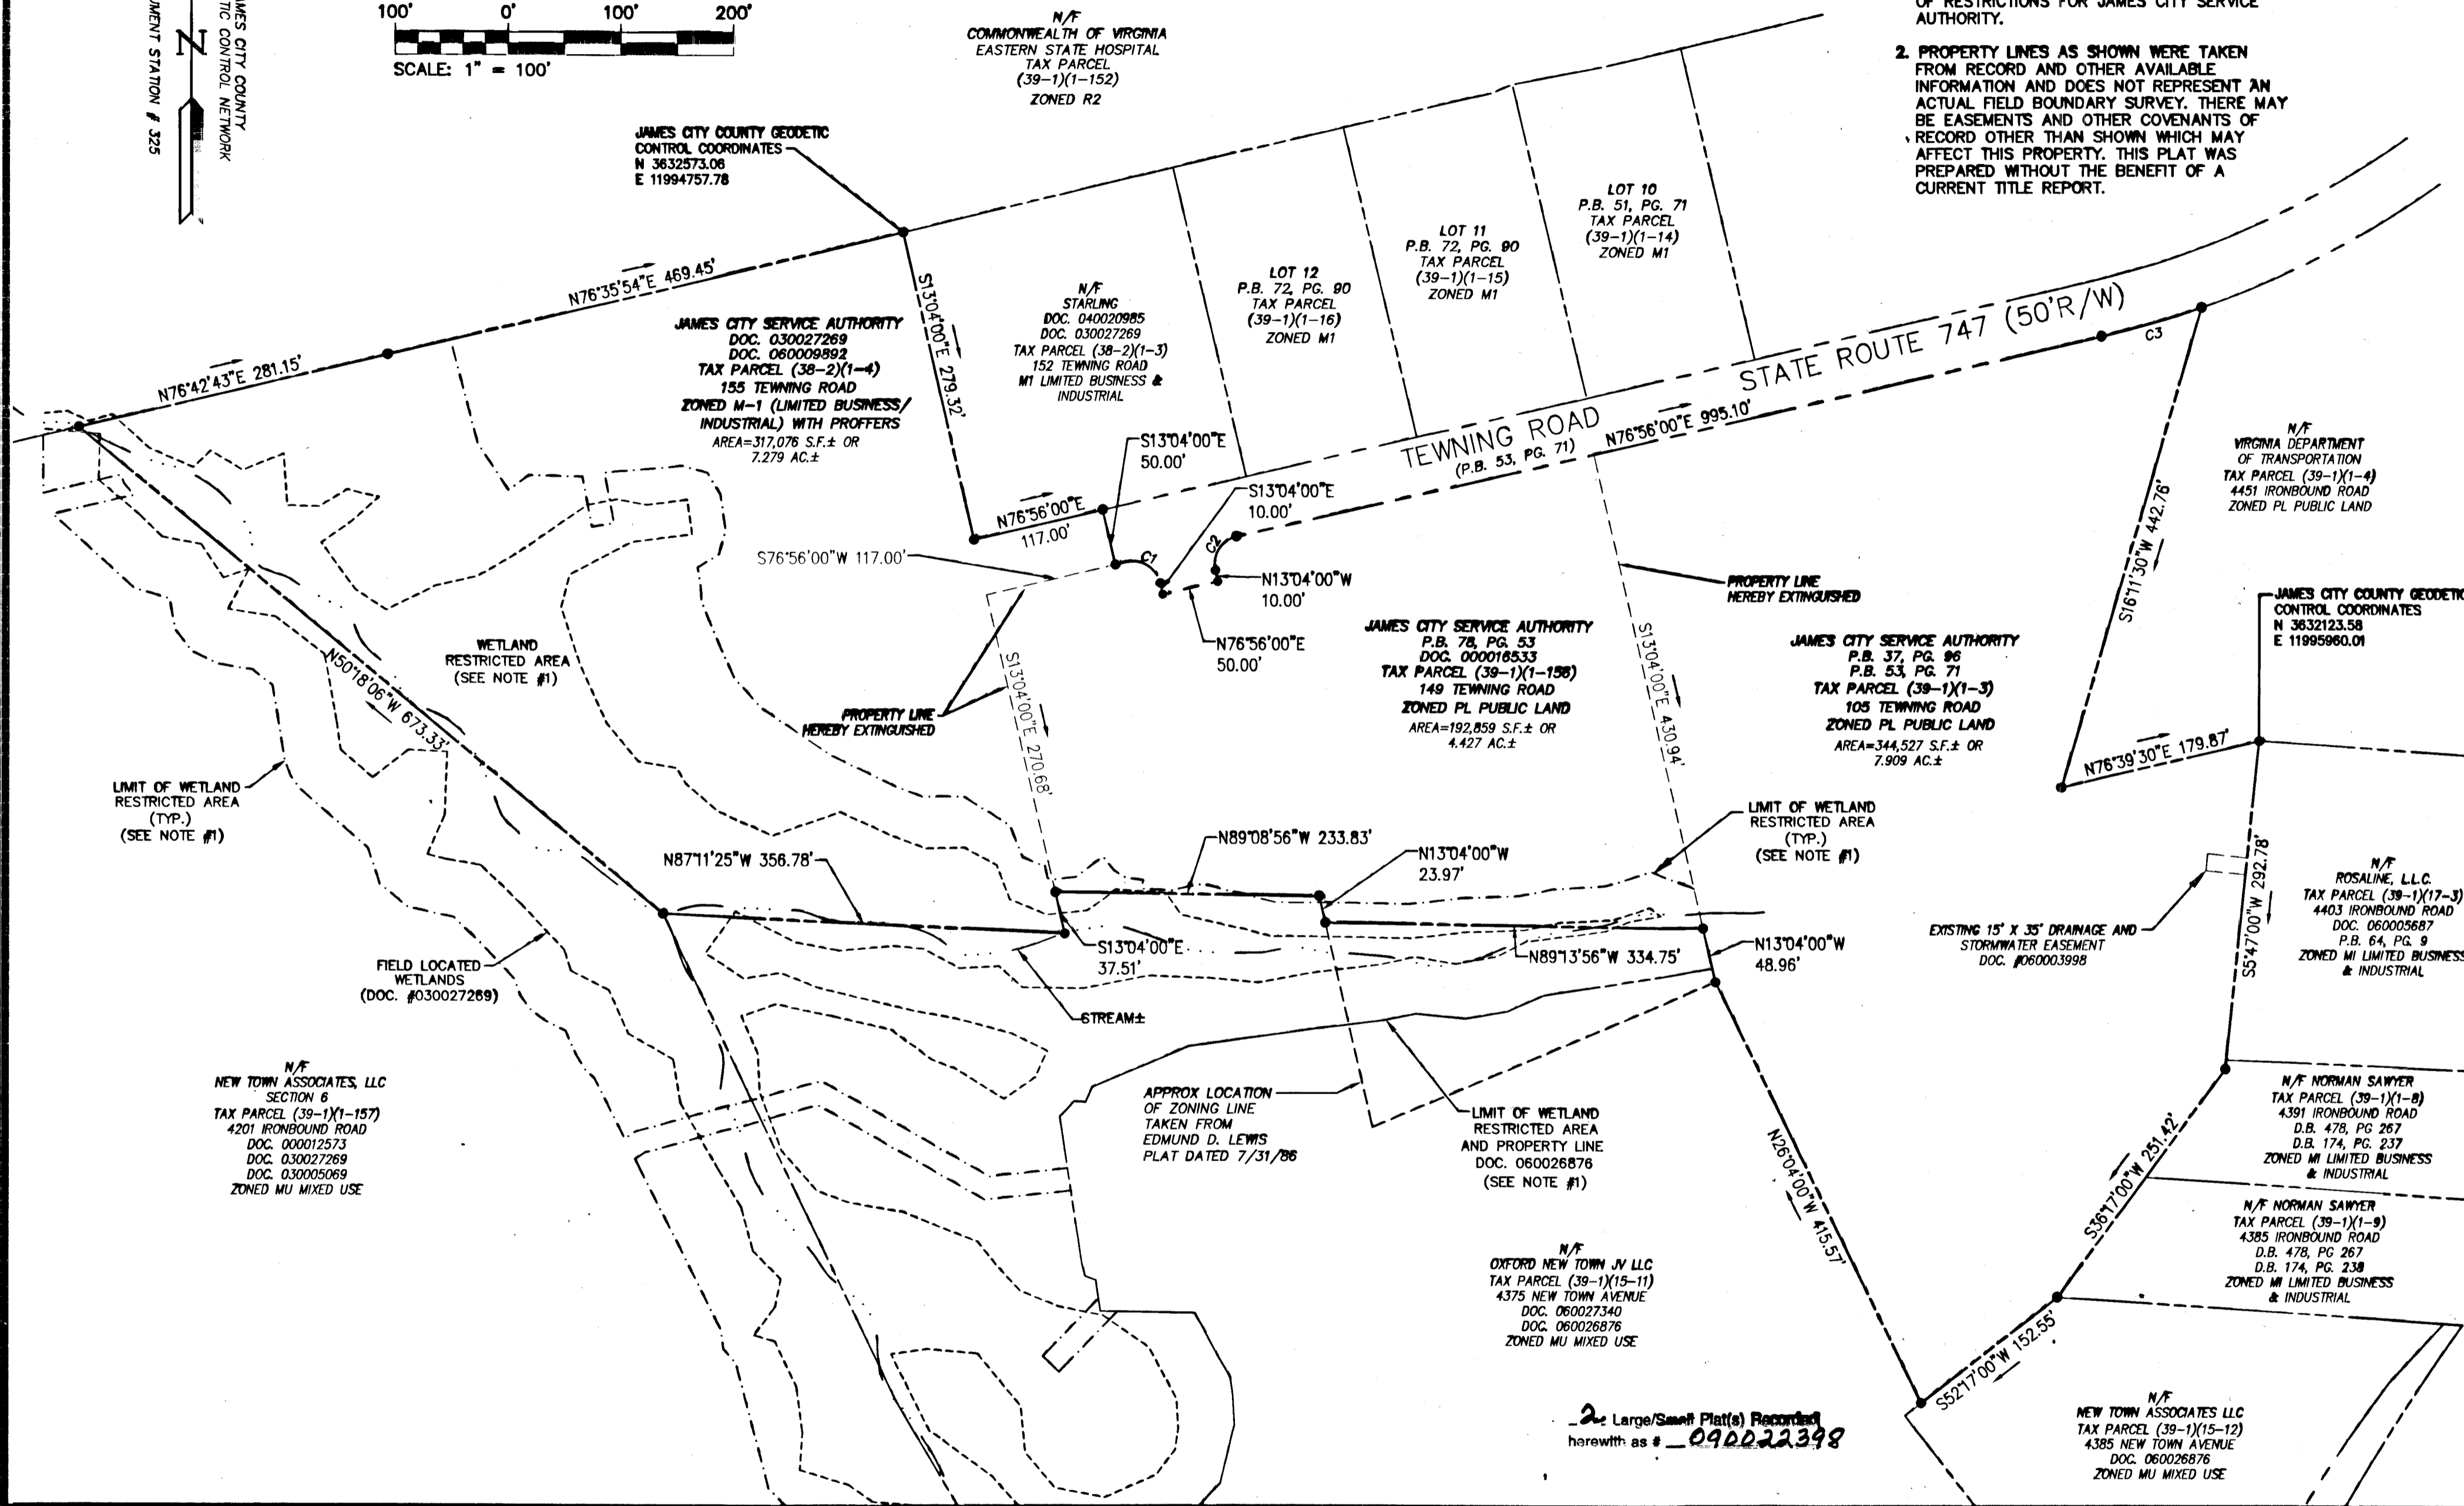 100' 0' 100' 200'
SCALE: 1" = 100'
N
JAMES CITY COUNTY
TIC CONTROL NETWORK
UMENT STATION # 325
N/F
COMMONWEALTH OF VIRGINIA
EASTERN STATE HOSPITAL
TAX PARCEL
(39-1)(1-152)
ZONED R2
OF RESTRICTIONS FOR JAMES CITY SERVICE
AUTHORITY.
2. PROPERTY LINES AS SHOWN WERE TAKEN
FROM RECORD AND OTHER AVAILABLE
INFORMATION AND DOES NOT REPRESENT AN
ACTUAL FIELD BOUNDARY SURVEY. THERE MAY
BE EASEMENTS AND OTHER COVENANTS OF
RECORD OTHER THAN SHOWN WHICH MAY
AFFECT THIS PROPERTY. THIS PLAT WAS
PREPARED WITHOUT THE BENEFIT OF A
CURRENT TITLE REPORT.
JAMES CITY COUNTY GEODETIC
CONTROL COORDINATES
N 3632573.06
E 11994757.78
N76°42'43"E 281.15'
N76°35'54"E 469.45'
S13°04'00"E 279.32'
JAMES CITY SERVICE AUTHORITY
DOC. 030027269
DOC. 060009892
TAX PARCEL (38-2)(1-4)
155 TEWNING ROAD
ZONED M-1 (LIMITED BUSINESS/
INDUSTRIAL) WITH PROFFERS
AREA=317,076 S.F.± OR
7.279 AC.±
N/F
STARLING
DOC. 040020985
DOC. 030027269
TAX PARCEL (38-2)(1-3)
152 TEWNING ROAD
M1 LIMITED BUSINESS &
INDUSTRIAL
LOT 12
P.B. 72, PG. 90
TAX PARCEL
(39-1)(1-16)
ZONED M1
LOT 11
P.B. 72, PG. 90
TAX PARCEL
(39-1)(1-15)
ZONED M1
LOT 10
P.B. 51, PG. 71
TAX PARCEL
(39-1)(1-14)
ZONED M1
TEWNING ROAD
(P.B. 53, PG. 71)
STATE ROUTE 747 (50'R/W)
N76°56'00"E 995.10'
C3
S13°04'00"E
50.00'
S13°04'00"E
10.00'
N76°56'00"E
117.00'
S76°56'00"W 117.00'
C1
C2
N13°04'00"W
10.00'
N76°56'00"E
50.00'
N/F
VIRGINIA DEPARTMENT
OF TRANSPORTATION
TAX PARCEL (39-1)(1-4)
4451 IRONBOUND ROAD
ZONED PL PUBLIC LAND
S16°11'30"W 442.76'
PROPERTY LINE
HEREBY EXTINGUISHED
JAMES CITY COUNTY GEODETIC
CONTROL COORDINATES
N 3632123.58
E 11995960.01
WETLAND
RESTRICTED AREA
(SEE NOTE #1)
N50°18'06"W 673.33'
PROPERTY LINE
HEREBY EXTINGUISHED
S13°04'00"E 270.68'
JAMES CITY SERVICE AUTHORITY
P.B. 78, PG. 53
DOC. 000016533
TAX PARCEL (39-1)(1-156)
149 TEWNING ROAD
ZONED PL PUBLIC LAND
AREA=192,859 S.F.± OR
4.427 AC.±
S13°04'00"E 430.94'
JAMES CITY SERVICE AUTHORITY
P.B. 37, PG. 96
P.B. 53, PG. 71
TAX PARCEL (39-1)(1-3)
105 TEWNING ROAD
ZONED PL PUBLIC LAND
AREA=344,527 S.F.± OR
7.909 AC.±
N76°39'30"E 179.87'
LIMIT OF WETLAND
RESTRICTED AREA
(TYP.)
(SEE NOTE #1)
N87°11'25"W 356.78'
N89°08'56"W 233.83'
N13°04'00"W
23.97'
LIMIT OF WETLAND
RESTRICTED AREA
(TYP.)
(SEE NOTE #1)
S5°47'00"W 292.78'
N/F
ROSALINE, L.L.C.
TAX PARCEL (39-1)(17-3)
4403 IRONBOUND ROAD
DOC. 060005687
P.B. 64, PG. 9
ZONED MI LIMITED BUSINESS
& INDUSTRIAL
EXISTING 15' X 35' DRAINAGE AND
STORMWATER EASEMENT
DOC. #060003998
FIELD LOCATED
WETLANDS
(DOC. #030027269)
S13°04'00"E
37.51'
N89°13'56"W 334.75'
N13°04'00"W
48.96'
STREAM±
N/F
NEW TOWN ASSOCIATES, LLC
SECTION 6
TAX PARCEL (39-1)(1-157)
4201 IRONBOUND ROAD
DOC. 000012573
DOC. 030027269
DOC. 030005069
ZONED MU MIXED USE
APPROX LOCATION
OF ZONING LINE
TAKEN FROM
EDMUND D. LEWIS
PLAT DATED 7/31/86
LIMIT OF WETLAND
RESTRICTED AREA
AND PROPERTY LINE
DOC. 060026876
(SEE NOTE #1)
N26°04'00"W 415.57'
S36°17'00"W 251.42'
N/F NORMAN SAWYER
TAX PARCEL (39-1)(1-8)
4391 IRONBOUND ROAD
D.B. 478, PG 267
D.B. 174, PG. 237
ZONED MI LIMITED BUSINESS
& INDUSTRIAL
N/F NORMAN SAWYER
TAX PARCEL (39-1)(1-9)
4385 IRONBOUND ROAD
D.B. 478, PG 267
D.B. 174, PG. 238
ZONED MI LIMITED BUSINESS
& INDUSTRIAL
N/F
OXFORD NEW TOWN JV LLC
TAX PARCEL (39-1)(15-11)
4375 NEW TOWN AVENUE
DOC. 060027340
DOC. 060026876
ZONED MU MIXED USE
S52°17'00"W 152.55'
2 Large/Small Plat(s) Recorded
herewith as # 090022398
N/F
NEW TOWN ASSOCIATES LLC
TAX PARCEL (39-1)(15-12)
4385 NEW TOWN AVENUE
DOC. 060026876
ZONED MU MIXED USE